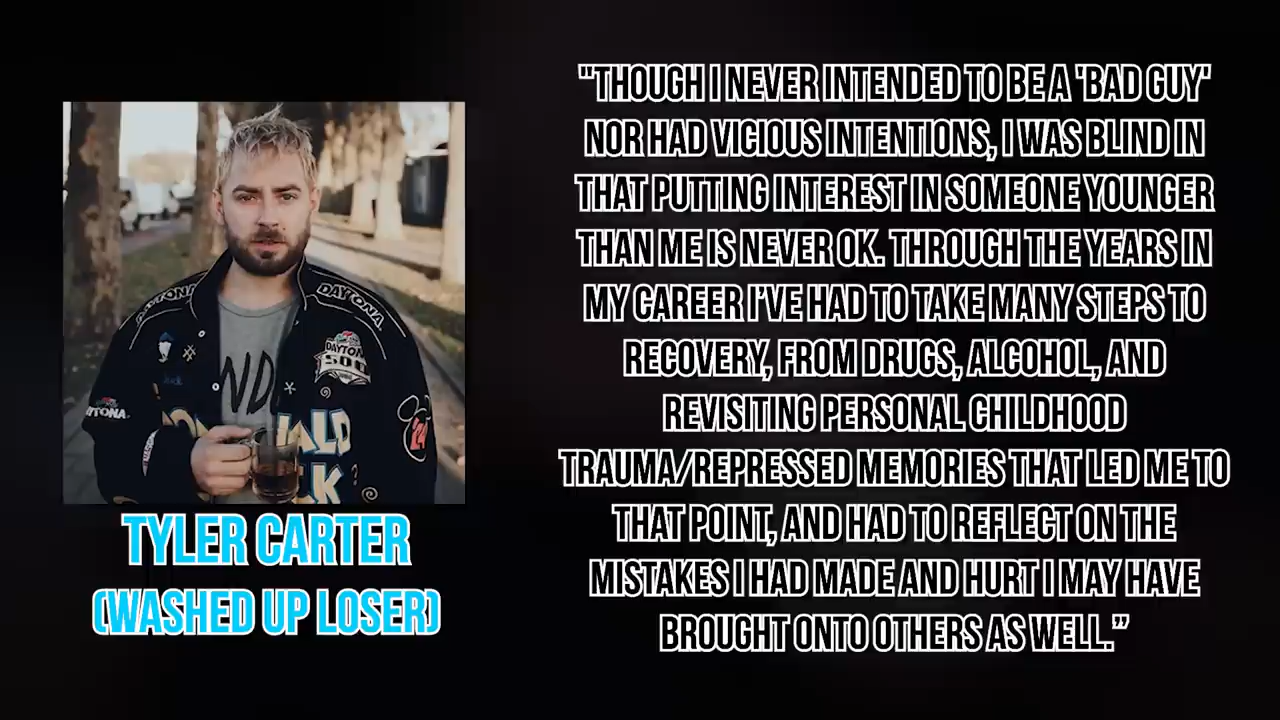 DAYTONA
DAYTONA
DAYTONA
500
DAYTONA
'24
TYLER CARTER
(WASHED UP LOSER)
"THOUGH I NEVER INTENDED TO BE A 'BAD GUY'
NOR HAD VICIOUS INTENTIONS, I WAS BLIND IN
THAT PUTTING INTEREST IN SOMEONE YOUNGER
THAN ME IS NEVER OK. THROUGH THE YEARS IN
MY CAREER I'VE HAD TO TAKE MANY STEPS TO
RECOVERY, FROM DRUGS, ALCOHOL, AND
REVISITING PERSONAL CHILDHOOD
TRAUMA/REPRESSED MEMORIES THAT LED ME TO
THAT POINT, AND HAD TO REFLECT ON THE
MISTAKES I HAD MADE AND HURT I MAY HAVE
BROUGHT ONTO OTHERS AS WELL.”